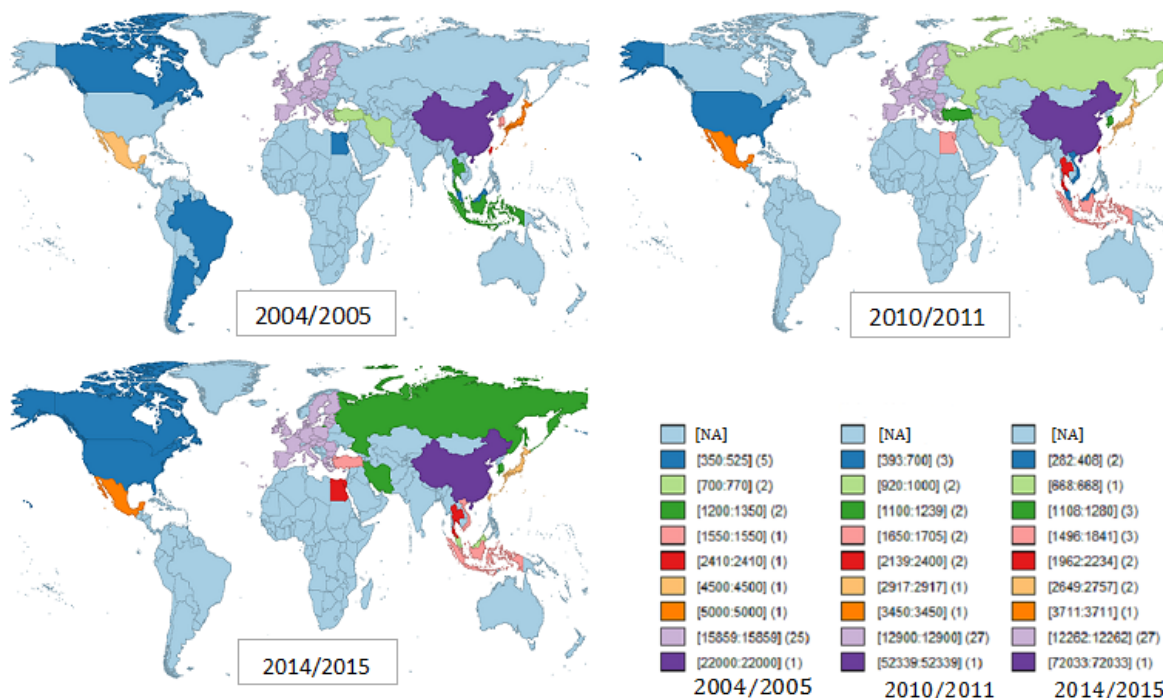 2004/2005
2010/2011
2014/2015
[NA] [NA] [NA]
[350:525] (5) [393:700] (3) [282:408] (2)
[700:770] (2) [920:1000] (2) [668:668] (1)
[1200:1350] (2) [1100:1239] (2) [1108:1280] (3)
[1550:1550] (1) [1650:1705] (2) [1496:1841] (3)
[2410:2410] (1) [2139:2400] (2) [1962:2234] (2)
[4500:4500] (1) [2917:2917] (1) [2649:2757] (2)
[5000:5000] (1) [3450:3450] (1) [3711:3711] (1)
[15859:15859] (25) [12900:12900] (27) [12262:12262] (27)
[22000:22000] (1) [52339:52339] (1) [72033:72033] (1)
2004/2005 2010/2011 2014/2015